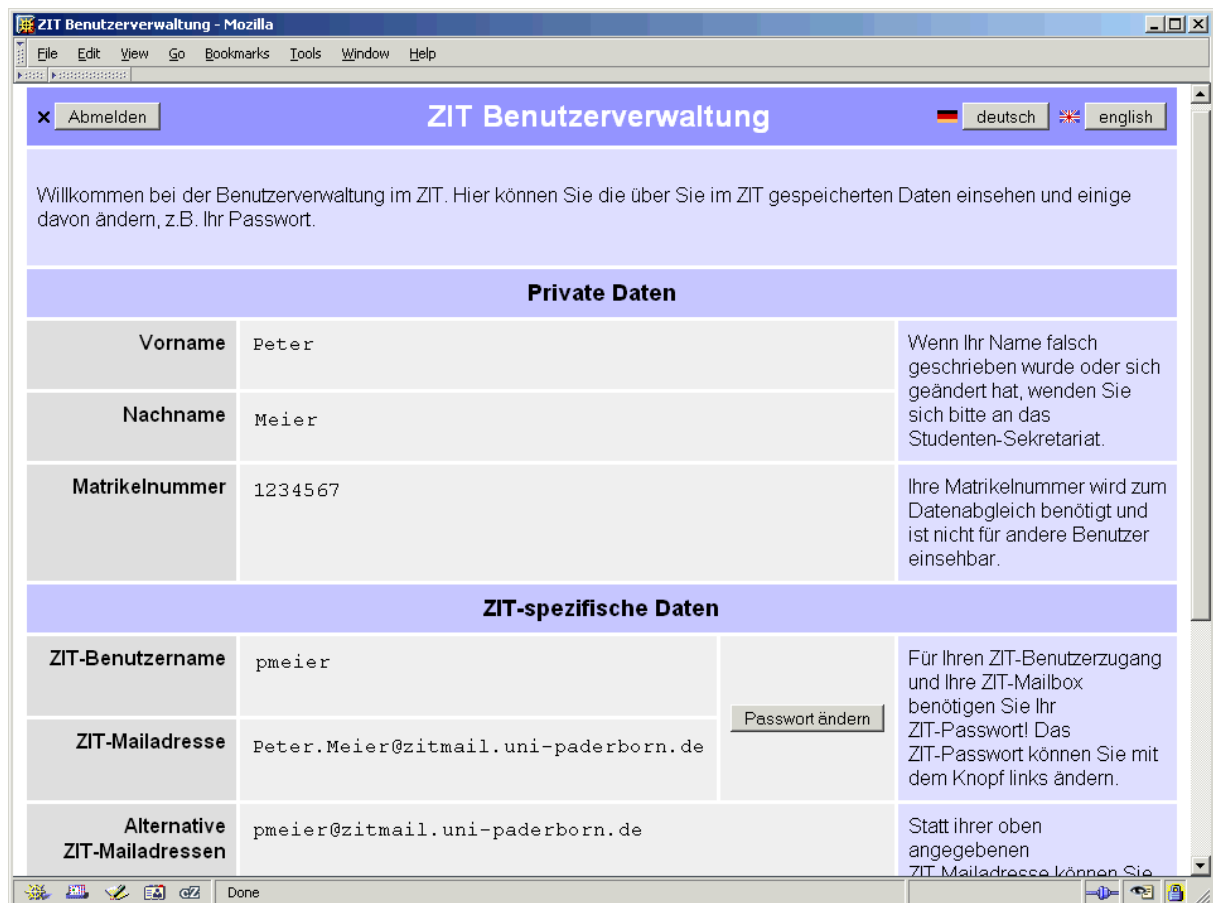 ZIT Benutzerverwaltung - Mozilla
File Edit View Go Bookmarks Tools Window Help
Abmelden ZIT Benutzerverwaltung deutsch english
Willkommen bei der Benutzerverwaltung im ZIT. Hier können Sie die über Sie im ZIT gespeicherten Daten einsehen und einige
davon ändern, z.B. Ihr Passwort.
Private Daten
Vorname Peter
Nachname Meier
Wenn Ihr Name falsch
geschrieben wurde oder sich
geändert hat, wenden Sie
sich bitte an das
Studenten-Sekretariat.
Matrikelnummer 1234567
Ihre Matrikelnummer wird zum
Datenabgleich benötigt und
ist nicht für andere Benutzer
einsehbar.
ZIT-spezifische Daten
ZIT-Benutzername pmeier
ZIT-Mailadresse Peter.Meier@zitmail.uni-paderborn.de
Passwort ändern
Für Ihren ZIT-Benutzerzugang
und Ihre ZIT-Mailbox
benötigen Sie Ihr
ZIT-Passwort! Das
ZIT-Passwort können Sie mit
dem Knopf links ändern.
Alternative
ZIT-Mailadressen
pmeier@zitmail.uni-paderborn.de
Statt ihrer oben
angegebenen
ZIT Mailadresse können Sie
Done